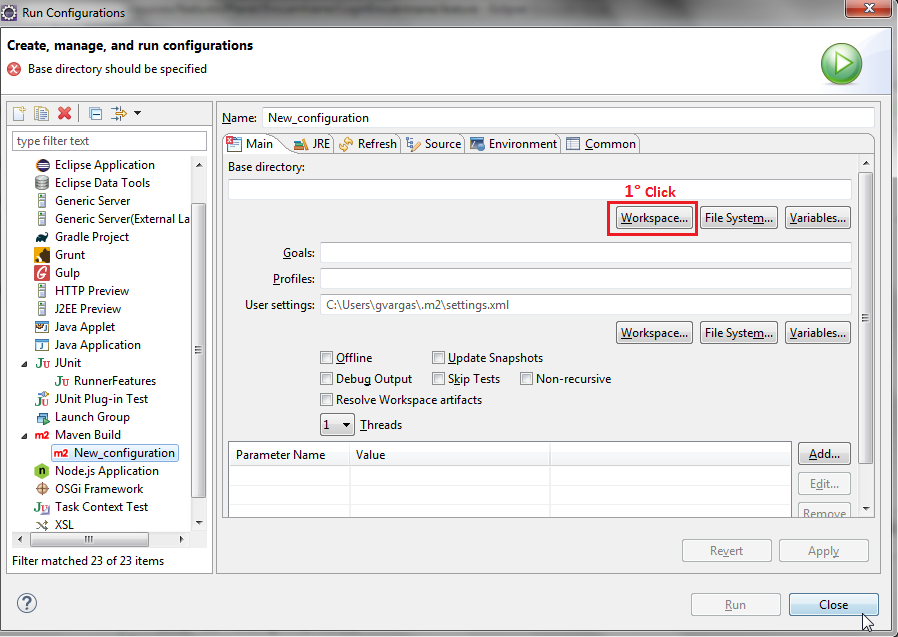 Run Configurations
Create, manage, and run configurations
Base directory should be specified
type filter text
Eclipse Application
Eclipse Data Tools
Generic Server
Generic Server(External La
Gradle Project
Grunt
Gulp
HTTP Preview
J2EE Preview
Java Applet
Java Application
JUnit
RunnerFeatures
JUnit Plug-in Test
Launch Group
Maven Build
New_configuration
Node.js Application
OSGi Framework
Task Context Test
XSL
Filter matched 23 of 23 items
Name: New_configuration
Main JRE Refresh Source Environment Common
Base directory:
1° Click
Workspace... File System... Variables...
Goals:
Profiles:
User settings: C:\Users\gvargas\.m2\settings.xml
Workspace... File System... Variables...
Offline Update Snapshots
Debug Output Skip Tests Non-recursive
Resolve Workspace artifacts
1 Threads
Parameter Name Value
Add...
Edit...
Remove
Revert Apply
Run Close